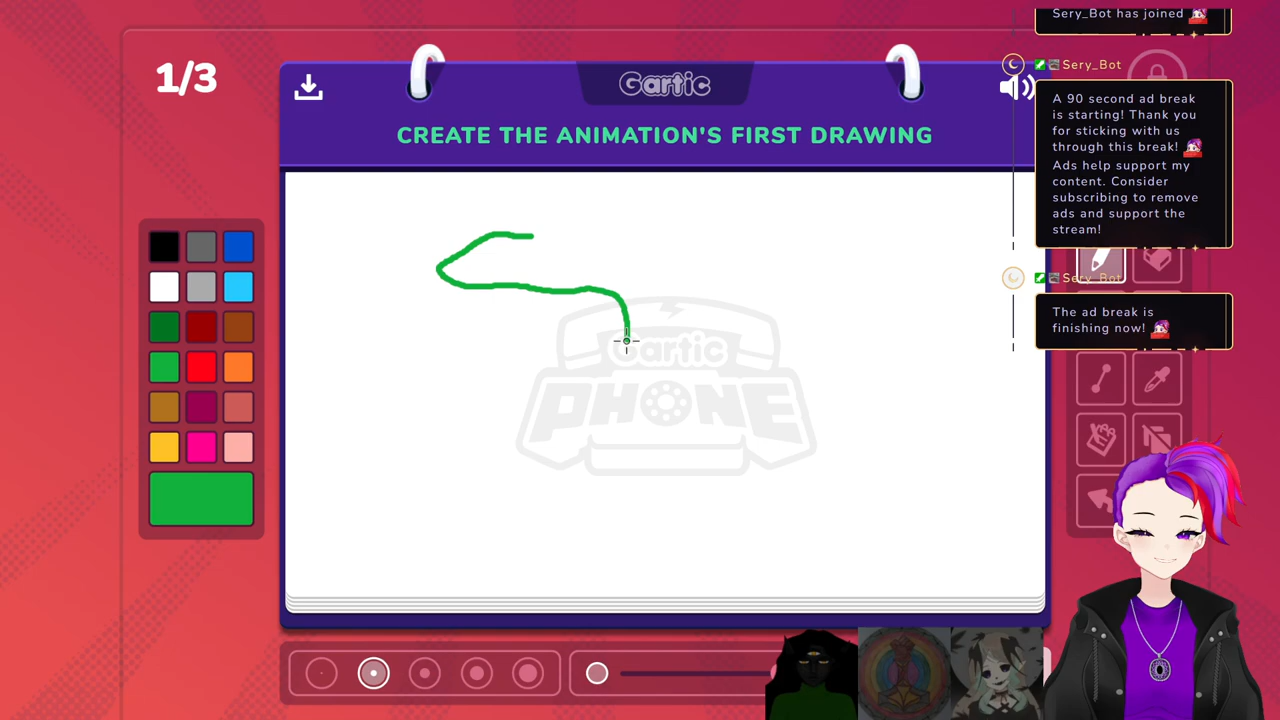 1/3
Gartic
CREATE THE ANIMATION'S FIRST DRAWING
Gartic
PHONE
Sery_Bot has joined
Sery_Bot
A 90 second ad break
is starting! Thank you
for sticking with us
through this break!
Ads help support my
content. Consider
subscribing to remove
ads and support the
stream!
Sery_Bot
The ad break is
finishing now!